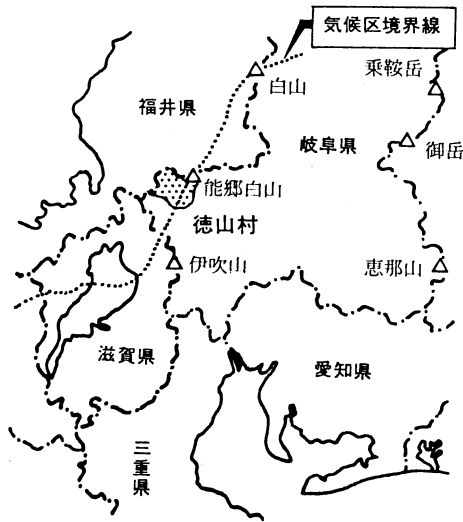 気候区境界線
乗鞍岳
白山
福井県
岐阜県
御岳
能郷白山
徳山村
伊吹山
恵那山
滋賀県
愛知県
三重県